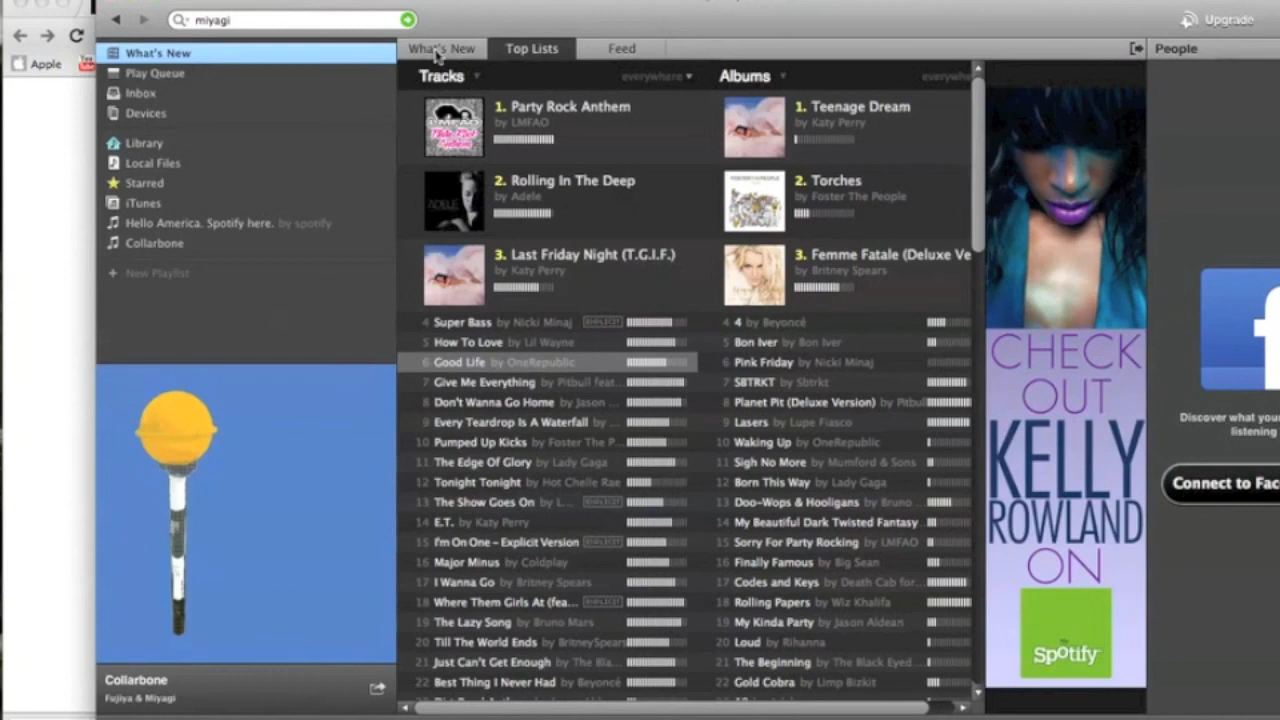 miyagi
Upgrade
Apple
What's New
Play Queue
Inbox
Devices
Library
Local Files
Starred
iTunes
Hello America. Spotify here. by spotify
Collarbone
New Playlist
Collarbone
Fujiya & Miyagi
What's New
Top Lists
Feed
Tracks
everywhere
1. Party Rock Anthem
by LMFAO
2. Rolling In The Deep
by Adele
3. Last Friday Night (T.G.I.F.)
by Katy Perry
4 Super Bass by Nicki Minaj EXPLICIT
5 How To Love by Lil Wayne
6 Good Life by OneRepublic
7 Give Me Everything by Pitbull feat...
8 Don't Wanna Go Home by Jason ...
9 Every Teardrop Is A Waterfall by ...
10 Pumped Up Kicks by Foster The P...
11 The Edge Of Glory by Lady Gaga
12 Tonight Tonight by Hot Chelle Rae
13 The Show Goes On by L... EXPLICIT
14 E.T. by Katy Perry
15 I'm On One - Explicit Version EXPLICIT
16 Major Minus by Coldplay
17 I Wanna Go by Britney Spears
18 Where Them Girls At (fea... EXPLICIT
19 The Lazy Song by Bruno Mars
20 Till The World Ends by Britney Spears
21 Just Can't Get Enough by The Bla...
22 Best Thing I Never Had by Beyoncé
Albums
everywhe
1. Teenage Dream
by Katy Perry
2. Torches
by Foster The People
3. Femme Fatale (Deluxe Ve
by Britney Spears
4 4 by Beyoncé
5 Bon Iver by Bon Iver
6 Pink Friday by Nicki Minaj
7 SBTRKT by Sbtrkt
8 Planet Pit (Deluxe Version) by Pitbul
9 Lasers by Lupe Fiasco
10 Waking Up by OneRepublic
11 Sigh No More by Mumford & Sons
12 Born This Way by Lady Gaga
13 Doo-Wops & Hooligans by Bruno
14 My Beautiful Dark Twisted Fantasy
15 Sorry For Party Rocking by LMFAO
16 Finally Famous by Big Sean
17 Codes and Keys by Death Cab for...
18 Rolling Papers by Wiz Khalifa
19 My Kinda Party by Jason Aldean
20 Loud by Rihanna
21 The Beginning by The Black Eyed ...
22 Gold Cobra by Limp Bizkit
CHECK
OUT
KELLY
ROWLAND
ON
Spotify
People
f
Discover what your
listening
Connect to Fac